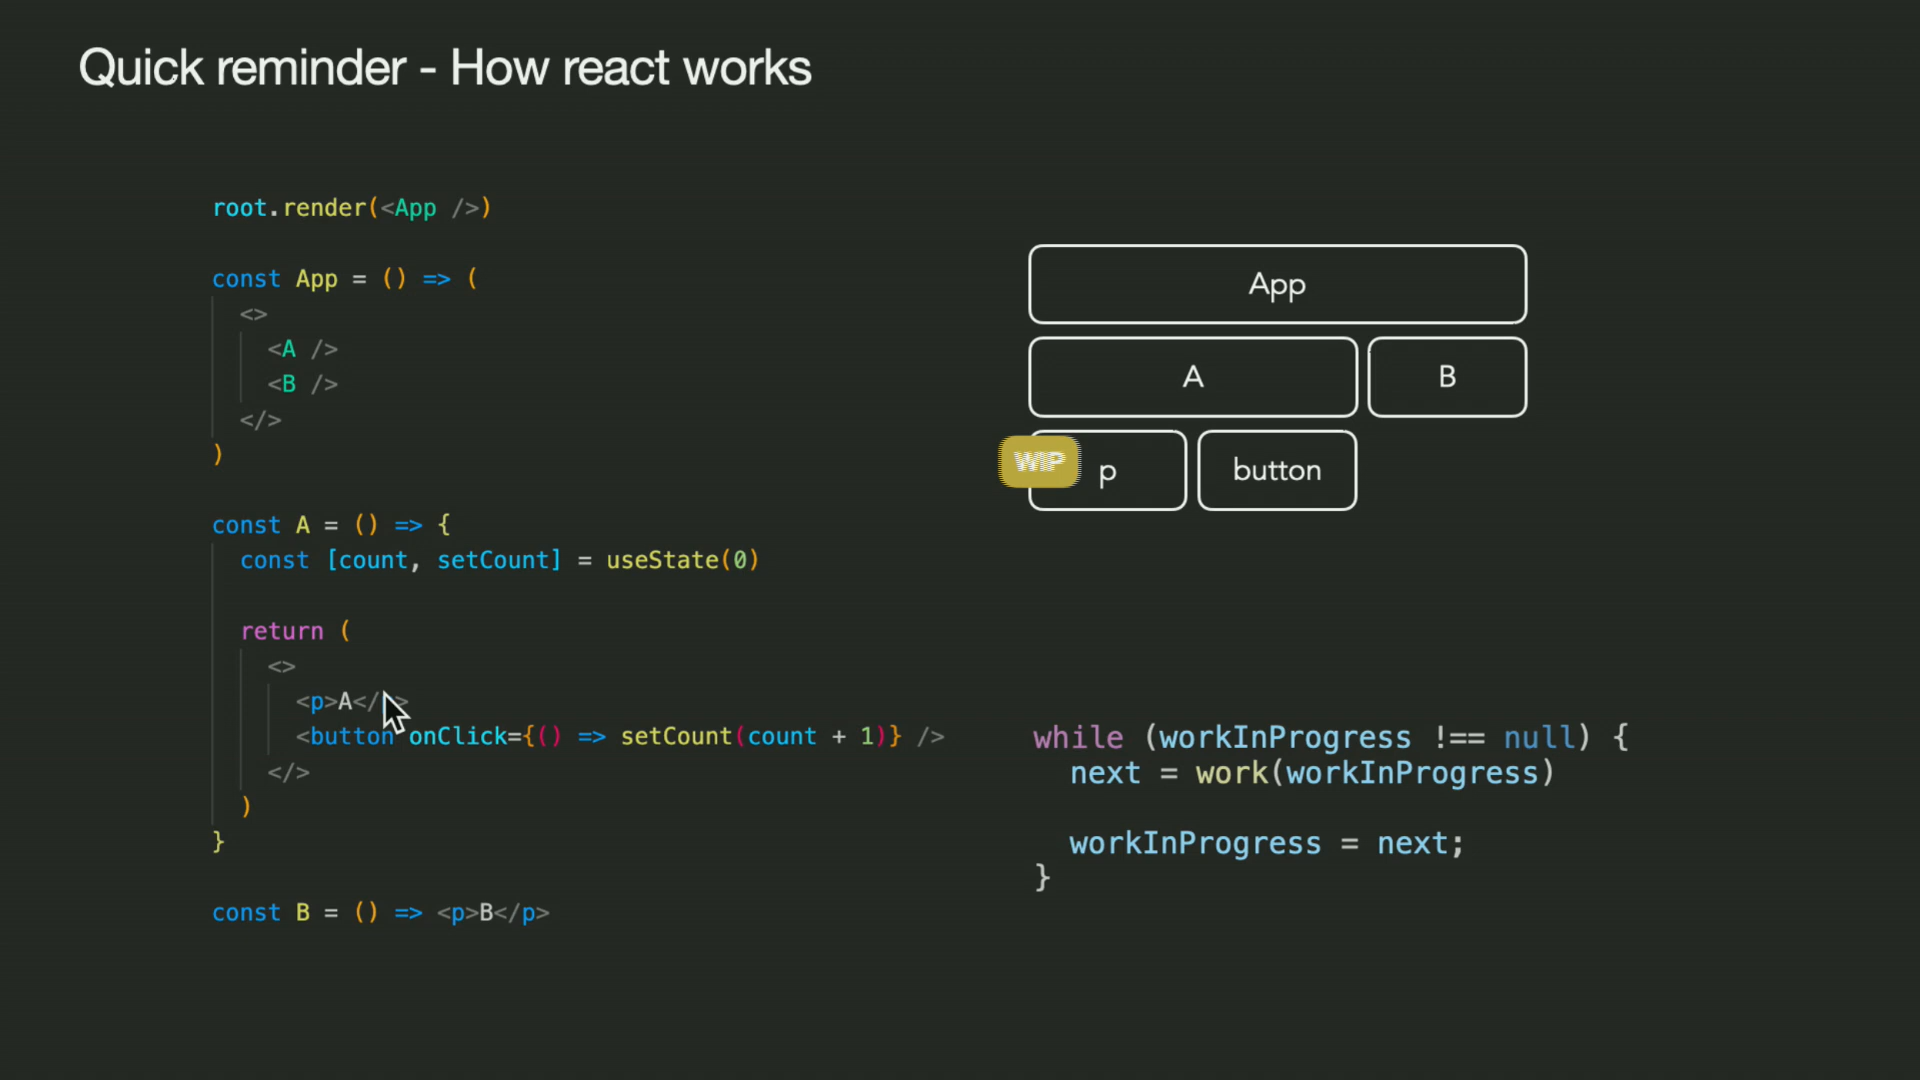 Quick reminder - How react works
root.render(<App />)
const App = () => (
<>
<A />
<B />
</>
)
const A = () => {
const [count, setCount] = useState(0)
return (
<>
<p>A</
<button onClick={() => setCount(count + 1)} />
</>
)
}
const B = () => <p>B</p>
App
A B
WIP p button
while (workInProgress !== null) {
next = work(workInProgress)
workInProgress = next;
}